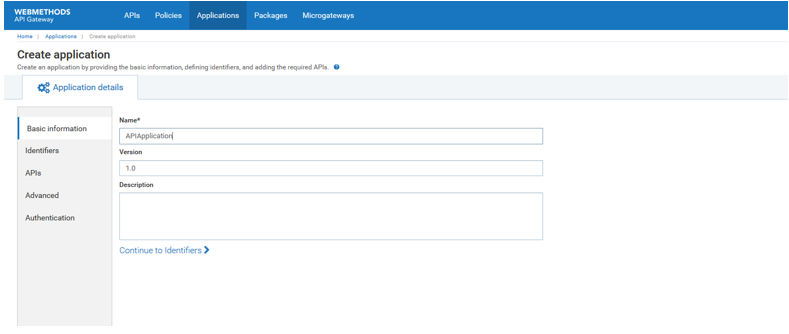 WEBMETHODS
API Gateway
APIs Policies Applications Packages Microgateways
Home | Applications | Create application
Create application
Create an application by providing the basic information, defining identifiers, and adding the required APIs. ?
Application details
Basic information
Identifiers
APIs
Advanced
Authentication
Name*
APIApplication
Version
1.0
Description
Continue to Identifiers >